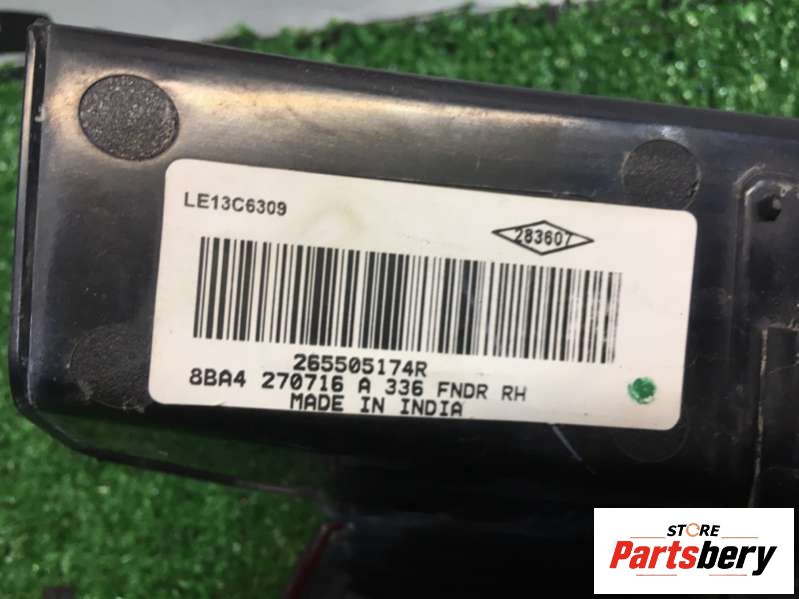 LE13C6309
283607
265505174R
8BA4 270716 A 336 FNDR RH
MADE IN INDIA
STORE
Partsbery